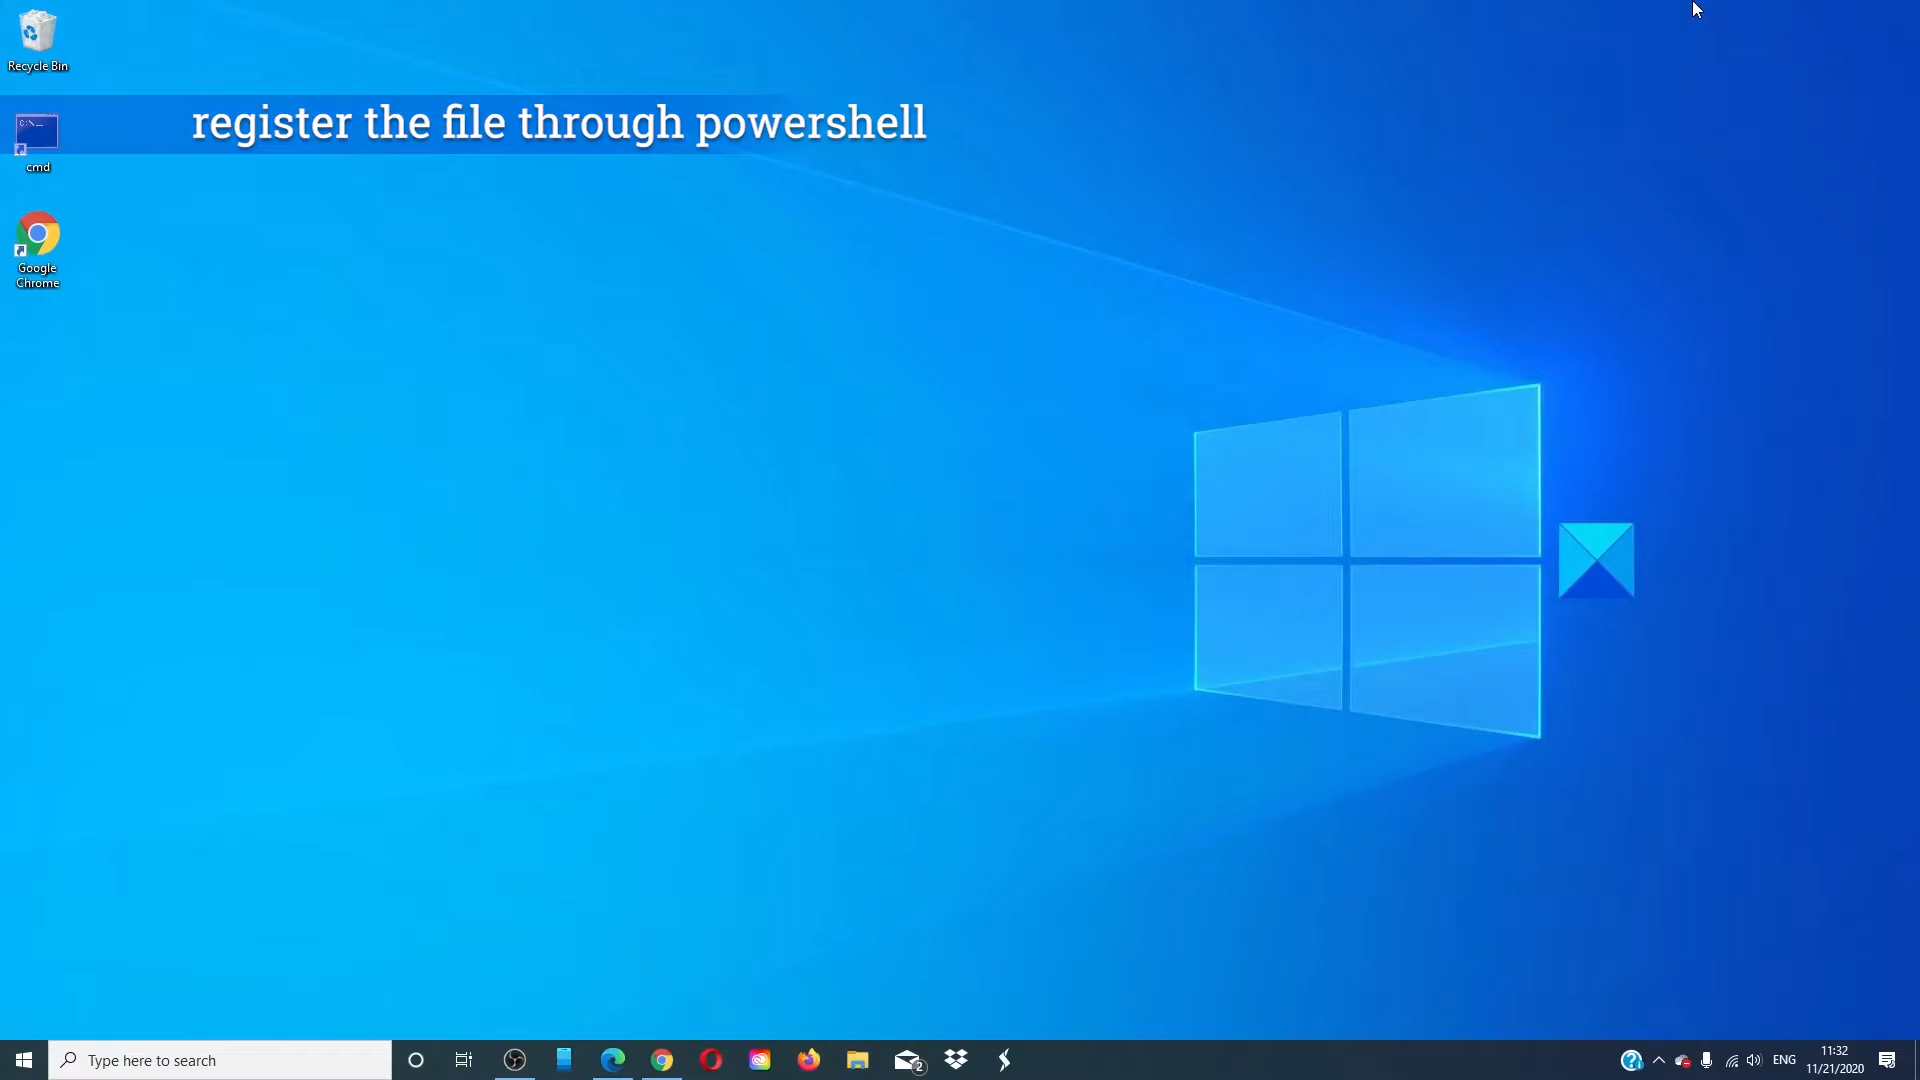 Recycle Bin
register the file through powershell
C:\._
cmd
Google
Chrome
Type here to search
2
ENG
11:32
11/21/2020